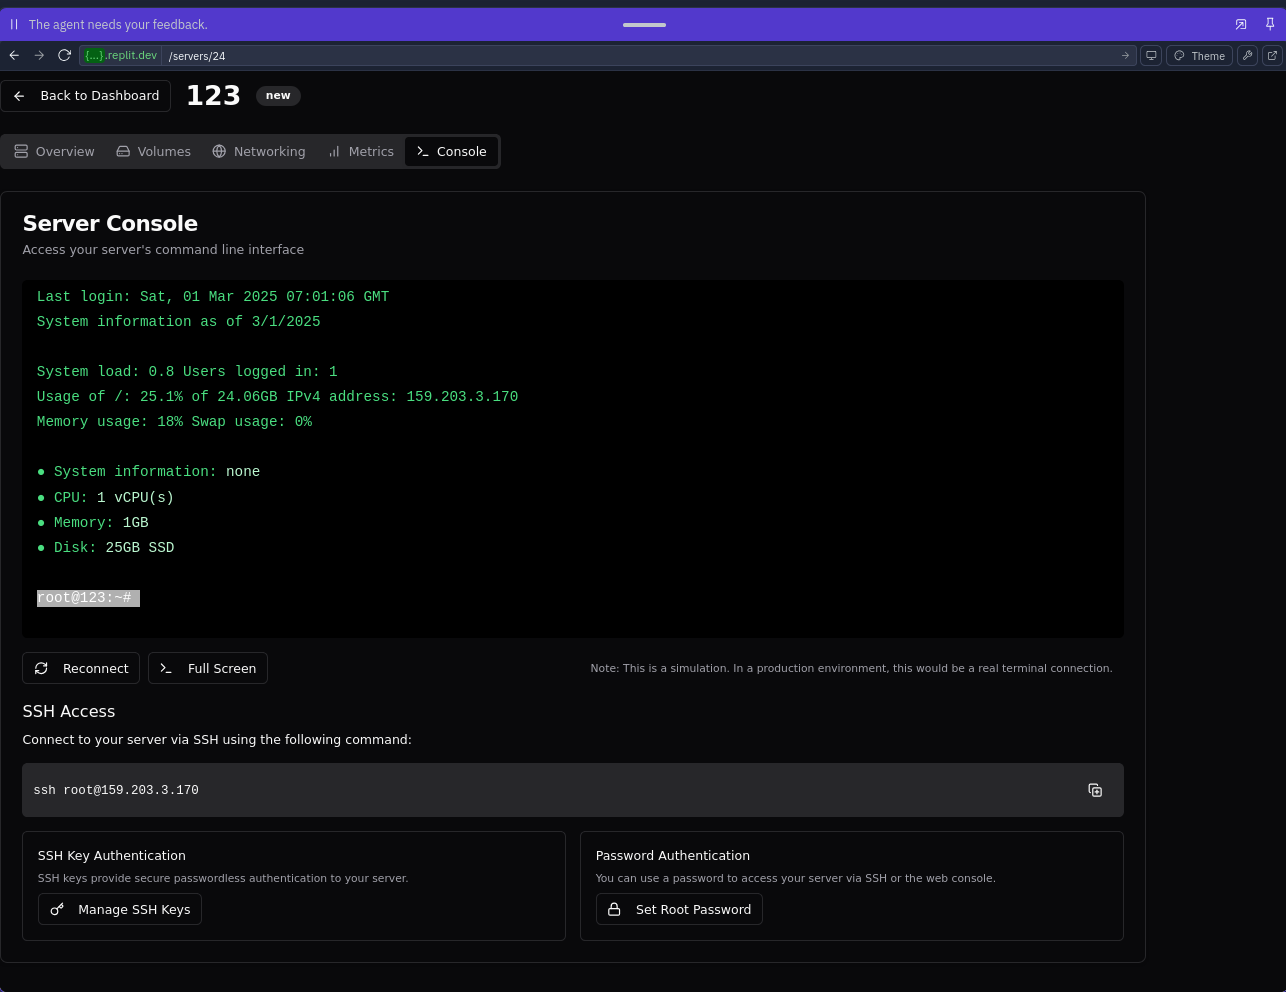 The agent needs your feedback.
{...}.replit.dev /servers/24 Theme
Back to Dashboard 123 new
Overview Volumes Networking Metrics Console
Server Console
Access your server's command line interface
Last login: Sat, 01 Mar 2025 07:01:06 GMT
System information as of 3/1/2025
System load: 0.8 Users logged in: 1
Usage of /: 25.1% of 24.06GB IPv4 address: 159.203.3.170
Memory usage: 18% Swap usage: 0%
● System information: none
● CPU: 1 vCPU(s)
● Memory: 1GB
● Disk: 25GB SSD
root@123:~#
Reconnect Full Screen Note: This is a simulation. In a production environment, this would be a real terminal connection.
SSH Access
Connect to your server via SSH using the following command:
ssh root@159.203.3.170
SSH Key Authentication
SSH keys provide secure passwordless authentication to your server.
Manage SSH Keys
Password Authentication
You can use a password to access your server via SSH or the web console.
Set Root Password